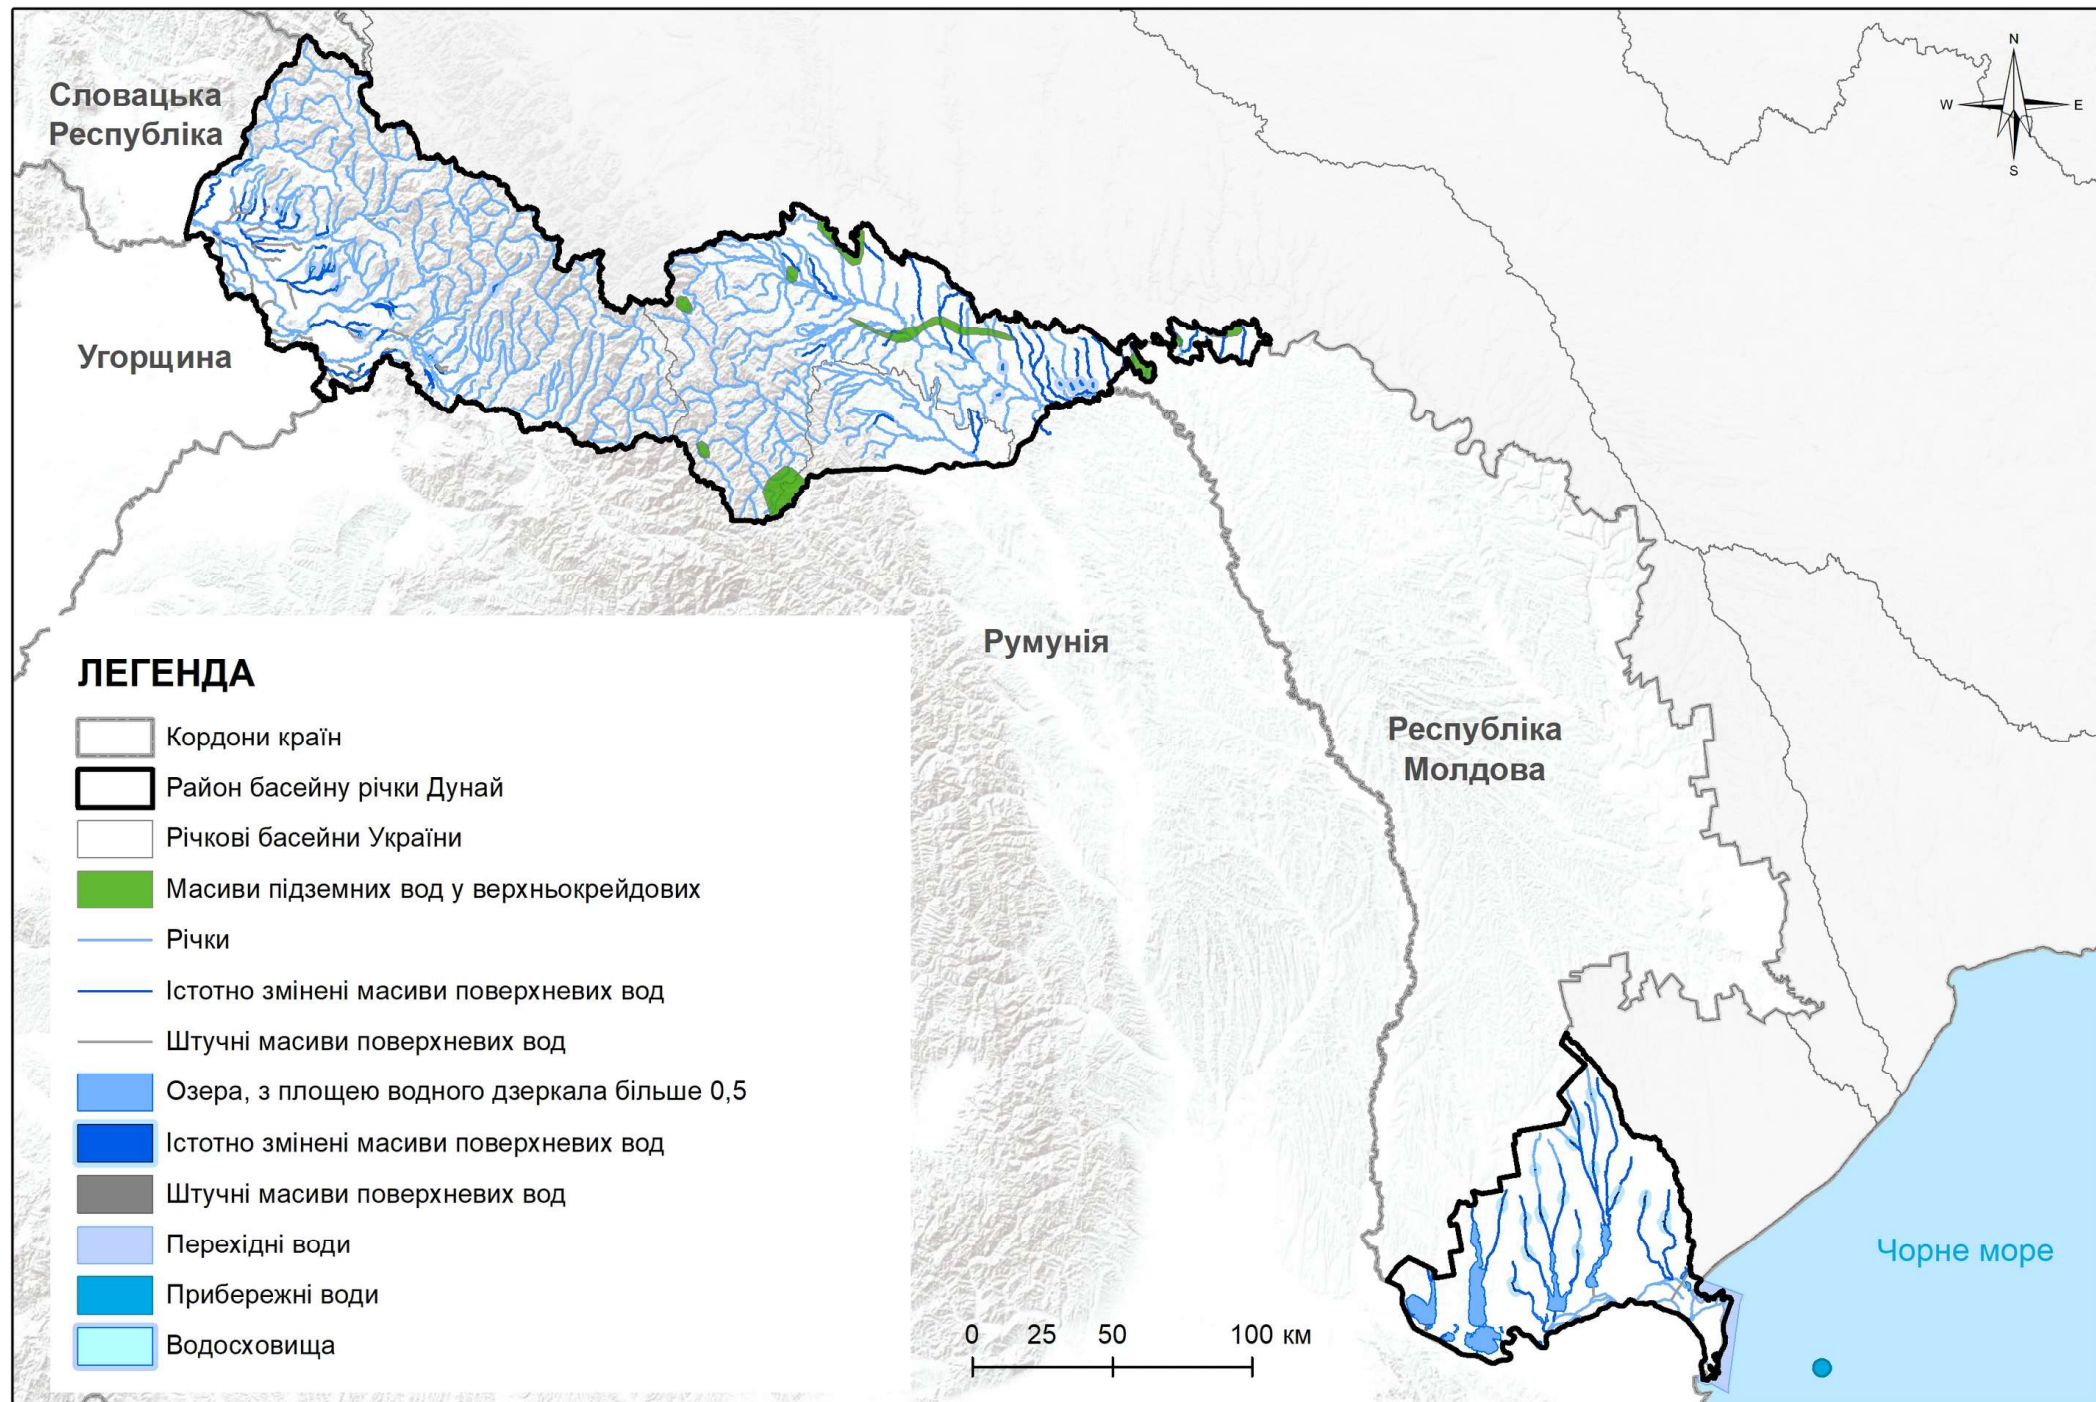 N
W
E
S
Словацька
Республіка
Угорщина
Румунія
Республіка
Молдова
Чорне море
ЛЕГЕНДА
Кордони країн
Район басейну річки Дунай
Річкові басейни України
Масиви підземних вод у верхньокрейдових
Річки
Істотно змінені масиви поверхневих вод
Штучні масиви поверхневих вод
Озера, з площею водного дзеркала більше 0,5
Істотно змінені масиви поверхневих вод
Штучні масиви поверхневих вод
Перехідні води
Прибережні води
Водосховища
0 25 50 100 км